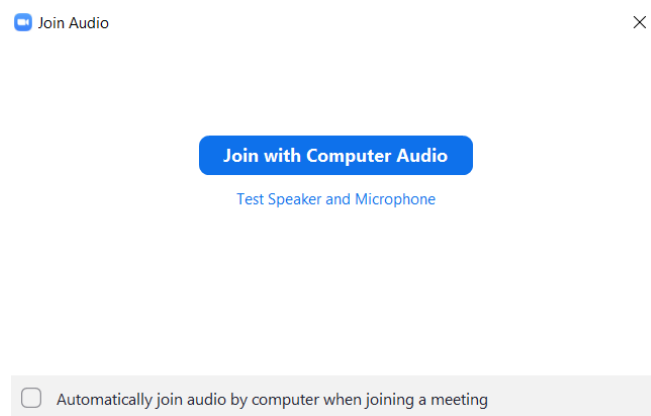 Join Audio
Join with Computer Audio
Test Speaker and Microphone
Automatically join audio by computer when joining a meeting